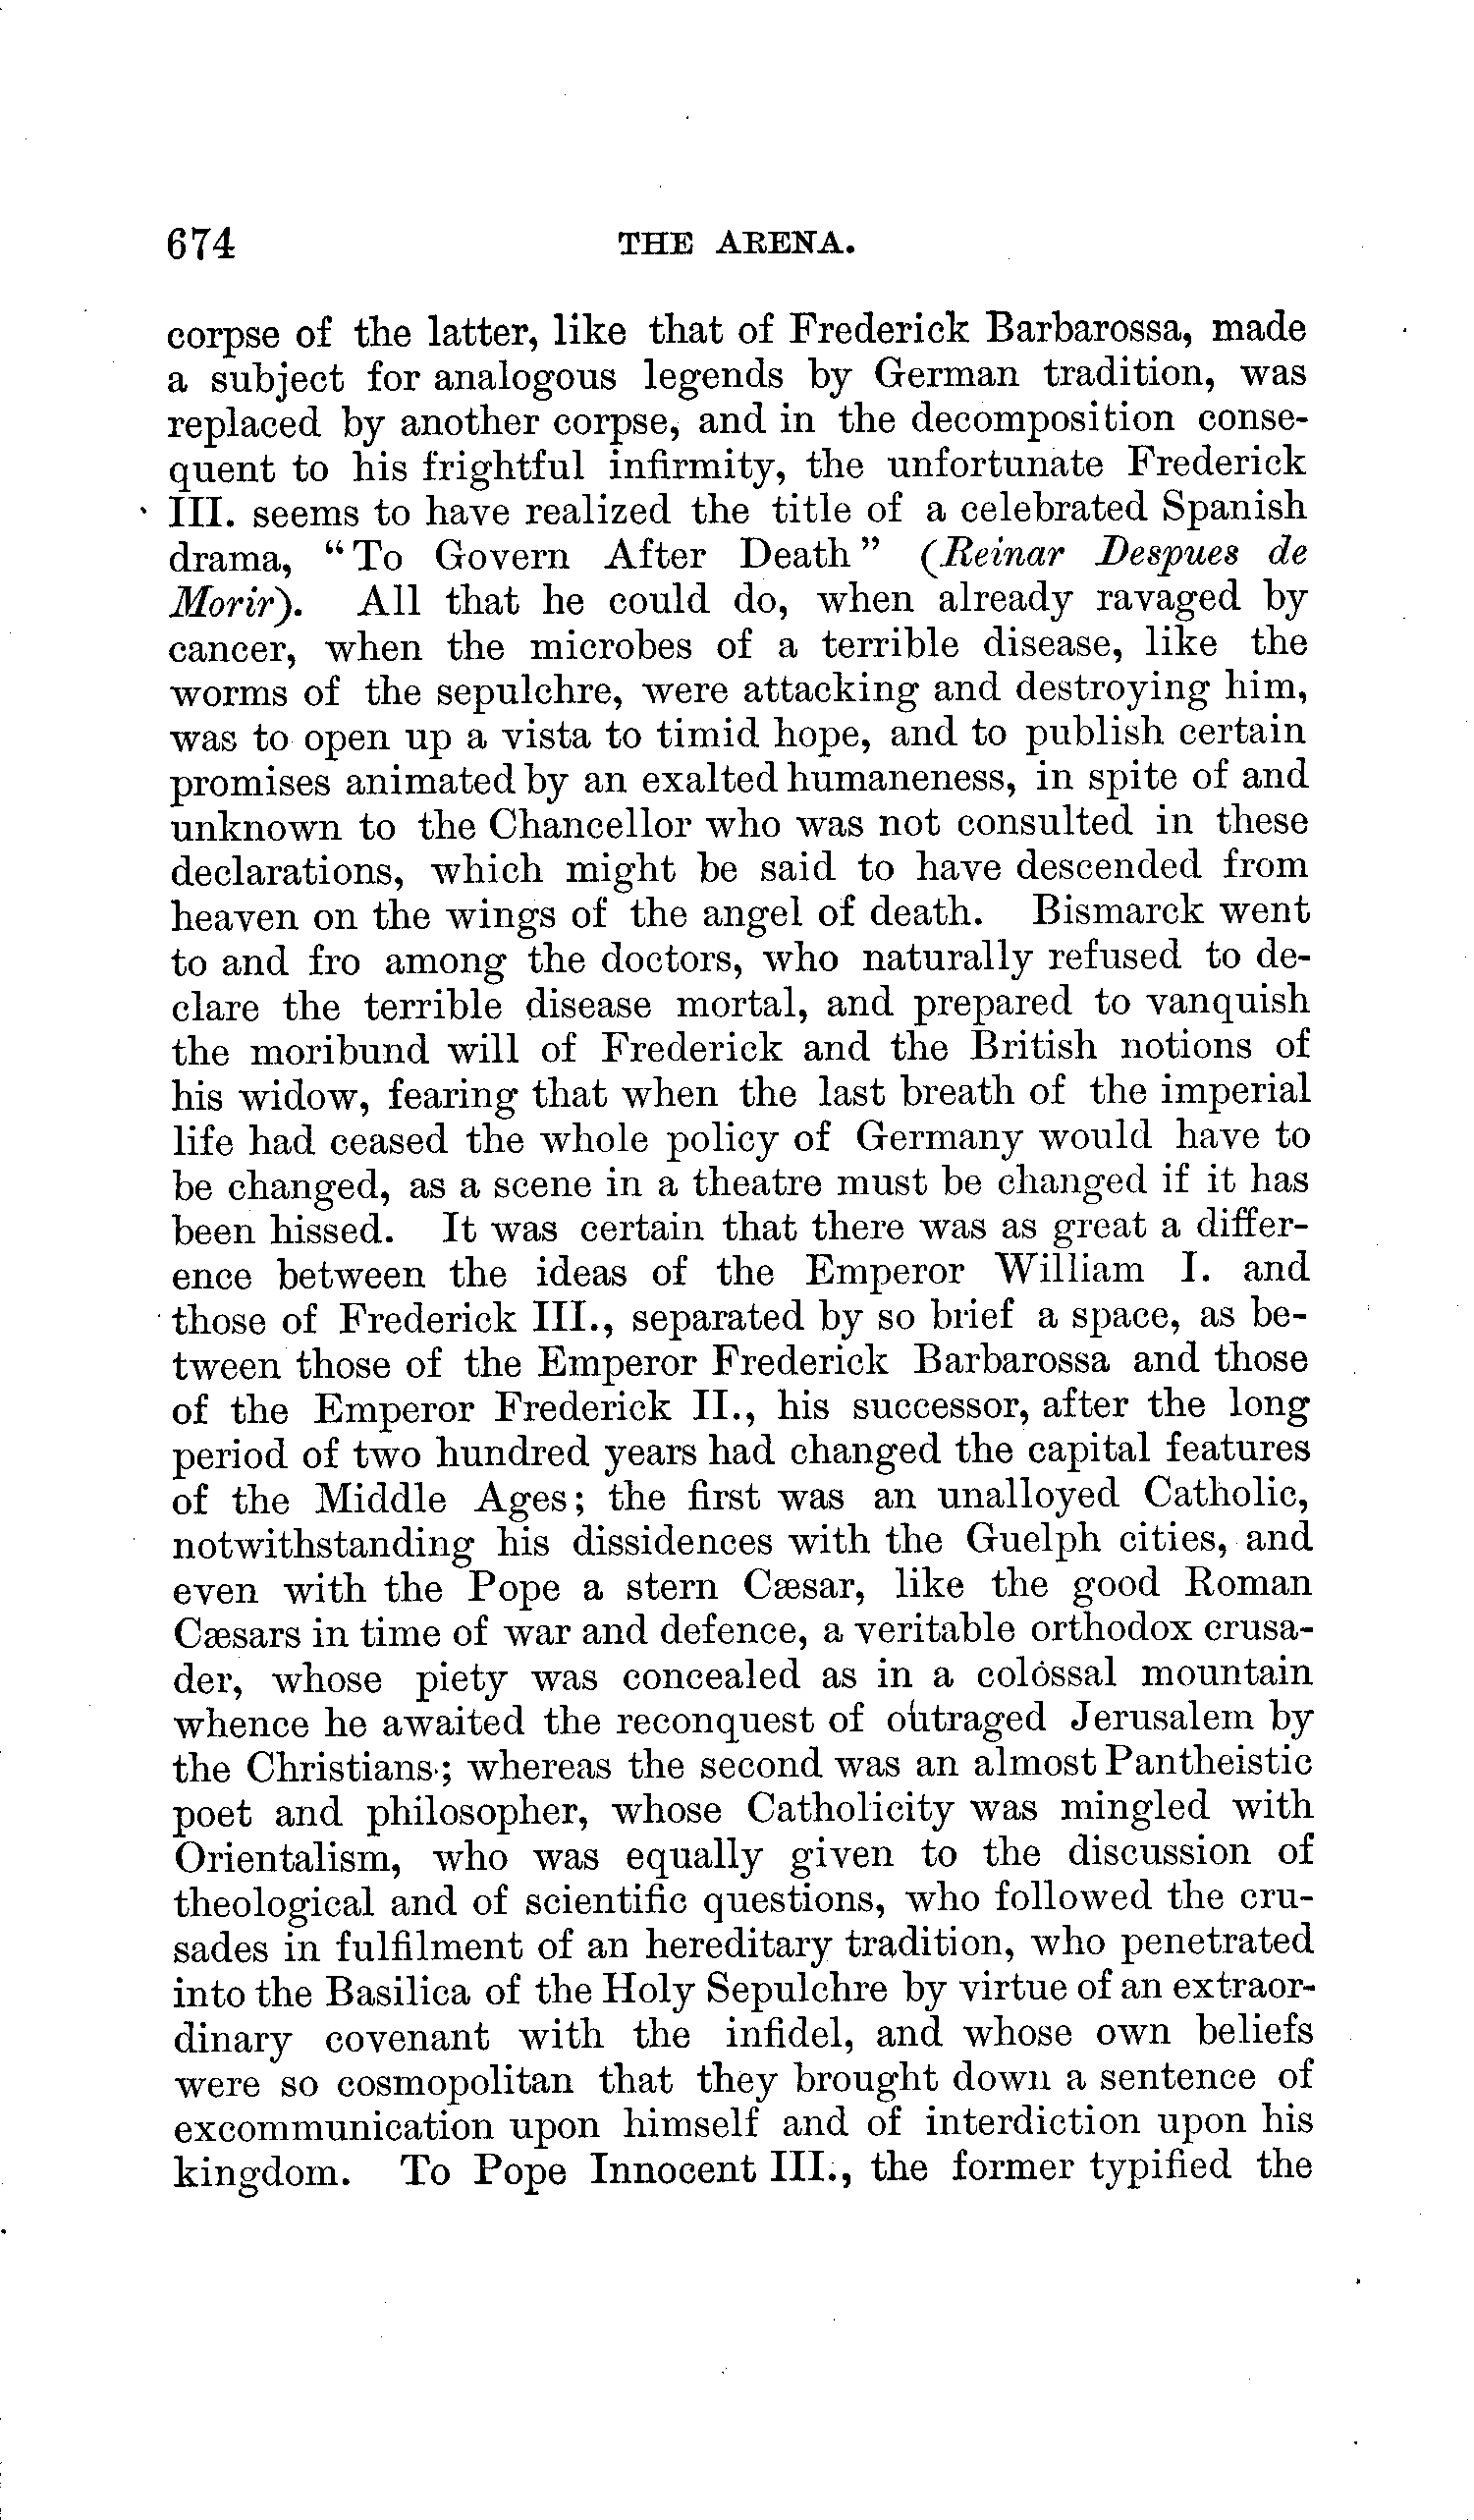 674 THE ARENA.
corpse of the latter, like that of Frederick Barbarossa, made
a subject for analogous legends by German tradition, was
replaced by another corpse, and in the decomposition conse-
quent to his frightful infirmity, the unfortunate Frederick
III. seems to have realized the title of a celebrated Spanish
drama, “To Govern After Death” (Reinar Despues de
Morir). All that he could do, when already ravaged by
cancer, when the microbes of a terrible disease, like the
worms of the sepulchre, were attacking and destroying him,
was to open up a vista to timid hope, and to publish certain
promises animated by an exalted humaneness, in spite of and
unknown to the Chancellor who was not consulted in these
declarations, which might be said to have descended from
heaven on the wings of the angel of death. Bismarck went
to and fro among the doctors, who naturally refused to de-
clare the terrible disease mortal, and prepared to vanquish
the moribund will of Frederick and the British notions of
his widow, fearing that when the last breath of the imperial
life had ceased the whole policy of Germany would have to
be changed, as a scene in a theatre must be changed if it has
been hissed. It was certain that there was as great a differ-
ence between the ideas of the Emperor William I. and
those of Frederick III., separated by so brief a space, as be-
tween those of the Emperor Frederick Barbarossa and those
of the Emperor Frederick II., his successor, after the long
period of two hundred years had changed the capital features
of the Middle Ages; the first was an unalloyed Catholic,
notwithstanding his dissidences with the Guelph cities, and
even with the Pope a stern Cæsar, like the good Roman
Cæsars in time of war and defence, a veritable orthodox crusa-
der, whose piety was concealed as in a colossal mountain
whence he awaited the reconquest of outraged Jerusalem by
the Christians; whereas the second was an almost Pantheistic
poet and philosopher, whose Catholicity was mingled with
Orientalism, who was equally given to the discussion of
theological and of scientific questions, who followed the cru-
sades in fulfilment of an hereditary tradition, who penetrated
into the Basilica of the Holy Sepulchre by virtue of an extraor-
dinary covenant with the infidel, and whose own beliefs
were so cosmopolitan that they brought down a sentence of
excommunication upon himself and of interdiction upon his
kingdom. To Pope Innocent III., the former typified the